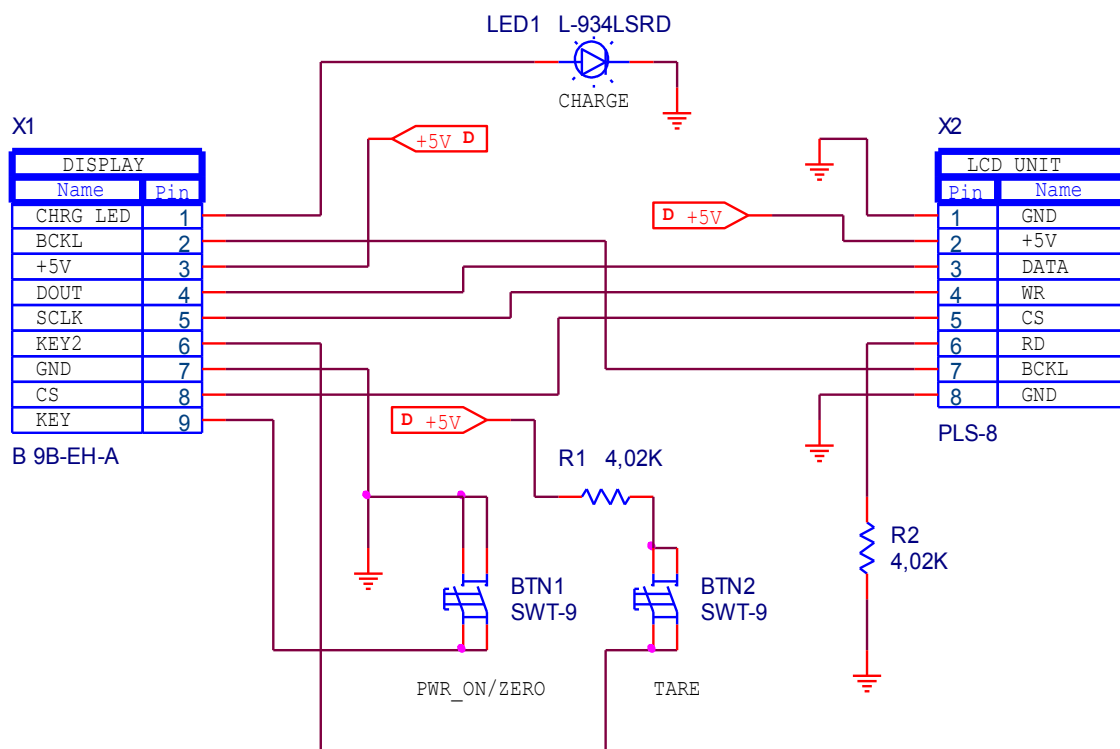 LED1 L-934LSRD
CHARGE
X1
DISPLAY
Name Pin
CHRG LED 1
BCKL 2
+5V 3
DOUT 4
SCLK 5
KEY2 6
GND 7
CS 8
KEY 9
B 9B-EH-A
+5V D
D +5V
X2
LCD UNIT
Pin Name
1 GND
2 +5V
3 DATA
4 WR
5 CS
6 RD
7 BCKL
8 GND
PLS-8
D +5V
R1 4,02K
R2
4,02K
BTN1
SWT-9
BTN2
SWT-9
PWR_ON/ZERO
TARE